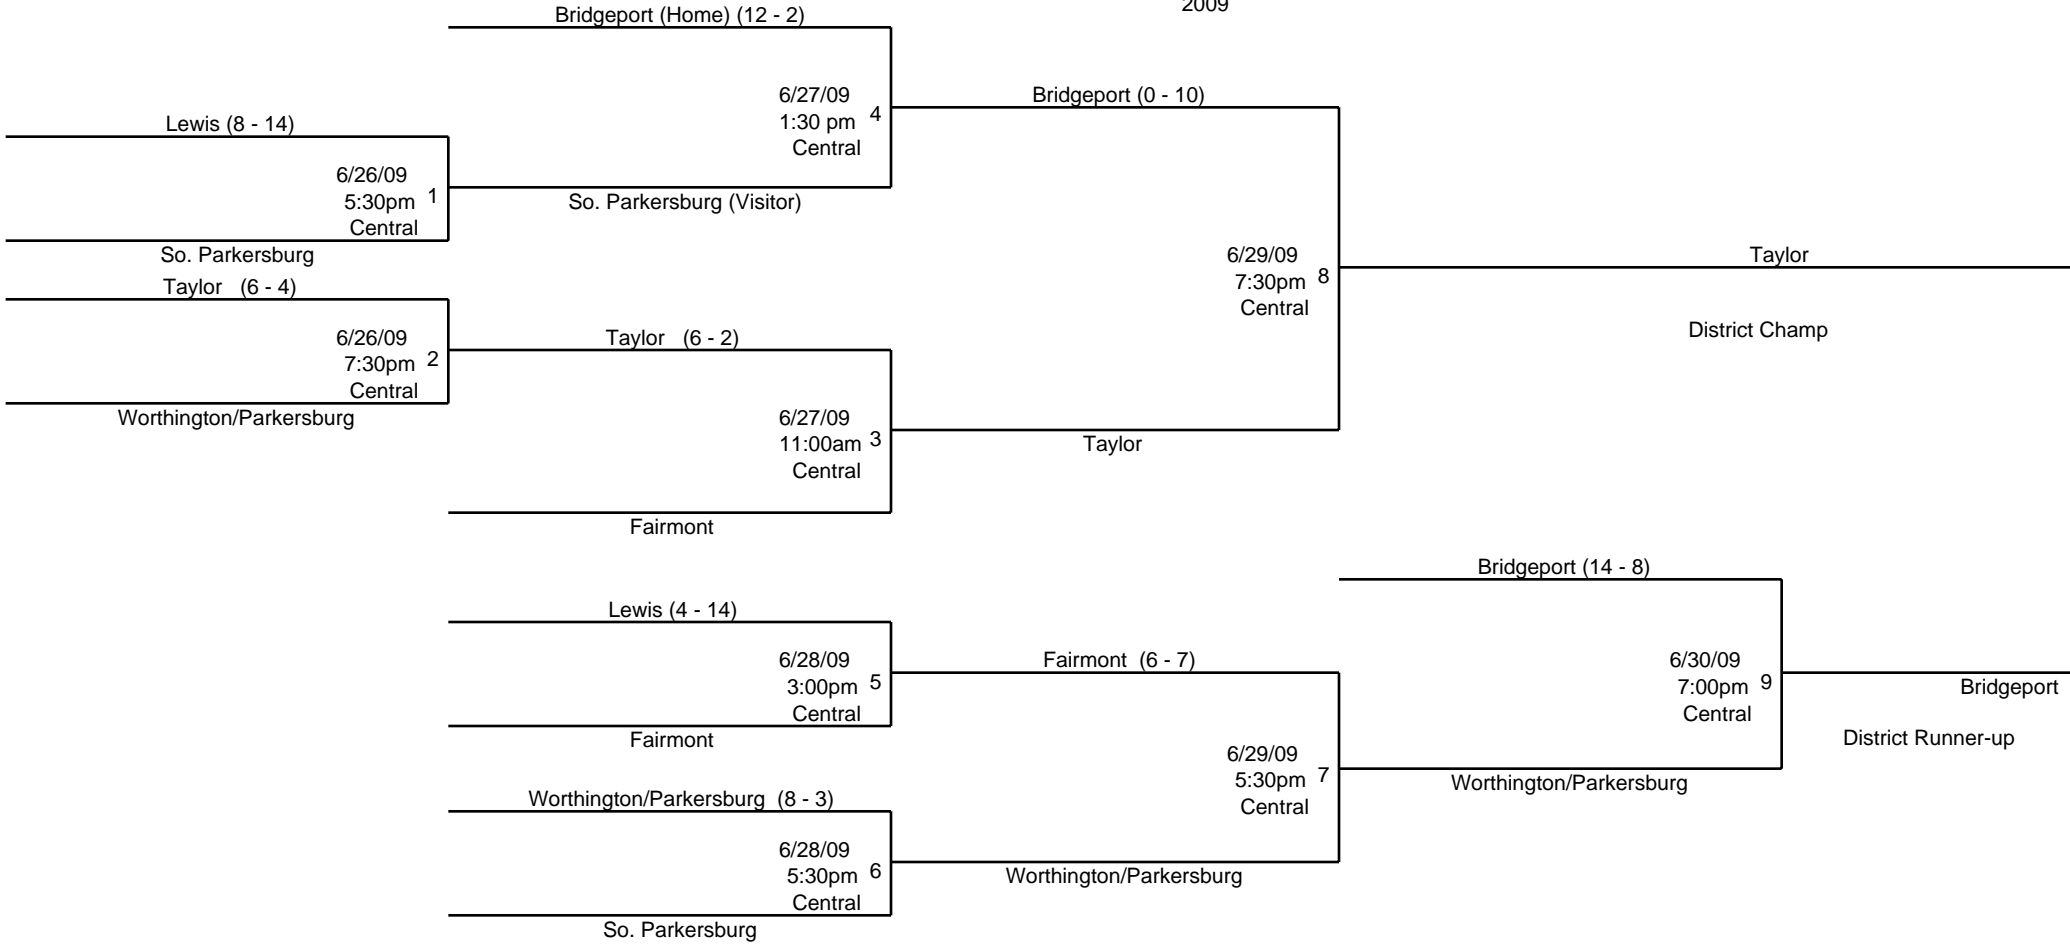 2009
Bridgeport (Home) (12 - 2)
6/27/09
1:30 pm 4
Central
Bridgeport (0 - 10)
Lewis (8 - 14)
6/26/09
5:30pm 1
Central
So. Parkersburg (Visitor)
So. Parkersburg
Taylor (6 - 4)
6/29/09
7:30pm 8
Central
Taylor
District Champ
6/26/09
7:30pm 2
Central
Taylor (6 - 2)
Worthington/Parkersburg
6/27/09
11:00am 3
Central
Taylor
Fairmont
Bridgeport (14 - 8)
Lewis (4 - 14)
6/28/09
3:00pm 5
Central
Fairmont (6 - 7)
6/30/09
7:00pm 9
Central
Bridgeport
District Runner-up
Fairmont
6/29/09
5:30pm 7
Central
Worthington/Parkersburg
Worthington/Parkersburg (8 - 3)
6/28/09
5:30pm 6
Central
Worthington/Parkersburg
So. Parkersburg